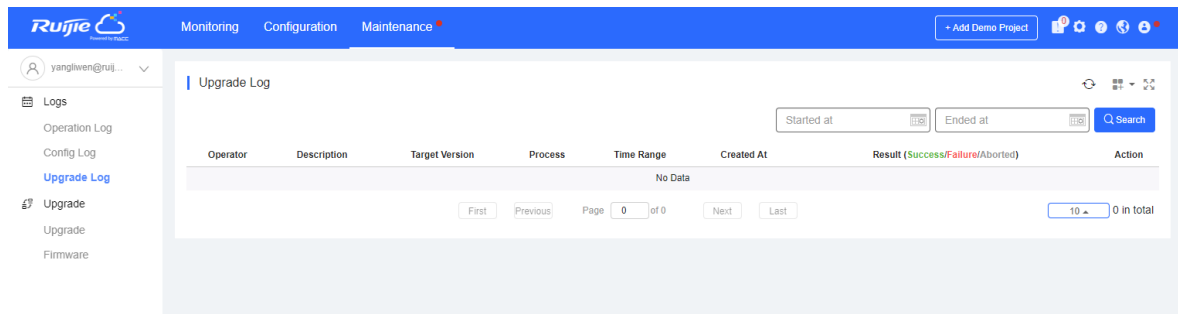 Ruijie Monitoring Configuration Maintenance + Add Demo Project 0
Powered by RACC
yangliwen@ruij...
Upgrade Log
Logs
Operation Log
Started at Ended at Search
Config Log
Operator Description Target Version Process Time Range Created At Result (Success/Failure/Aborted) Action
Upgrade Log
No Data
Upgrade
First Previous Page 0 of 0 Next Last 10 0 in total
Upgrade
Firmware